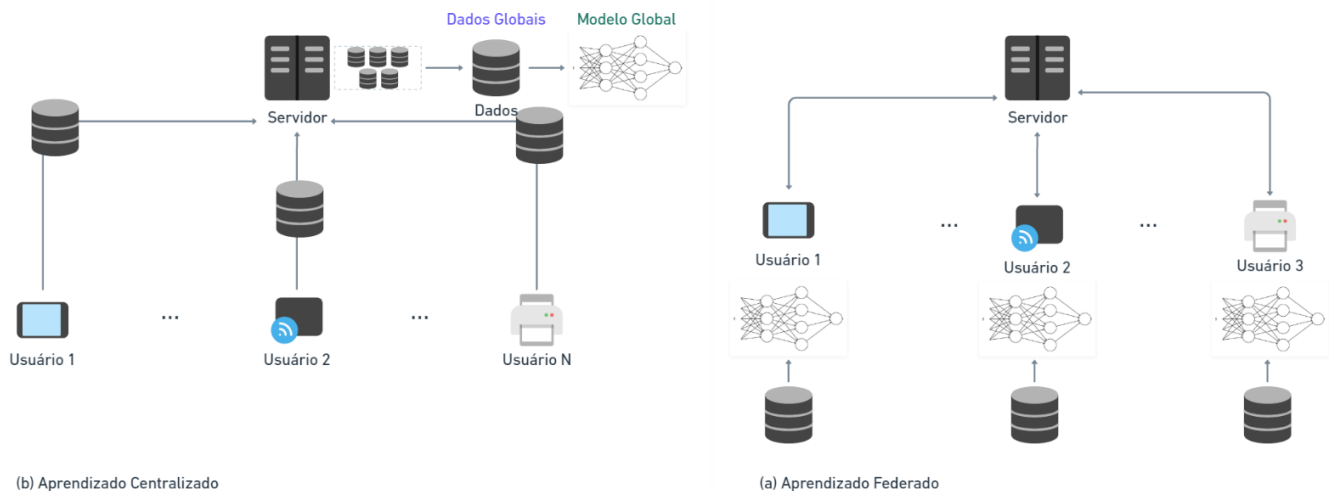 Dados Globais
Modelo Global
Servidor
Dados
...
...
Usuário 1
Usuário 2
Usuário N
(b) Aprendizado Centralizado
Servidor
...
...
Usuário 1
Usuário 2
Usuário 3
(a) Aprendizado Federado